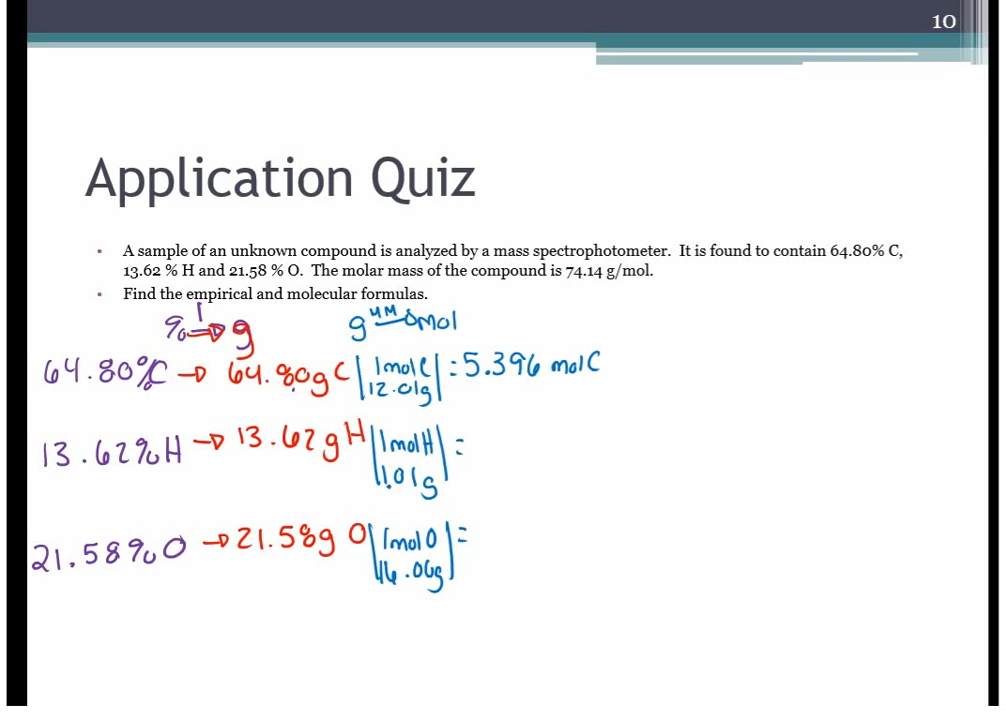 10
Application Quiz
• A sample of an unknown compound is analyzed by a mass spectrophotometer. It is found to contain 64.80% C,
13.62 % H and 21.58 % O. The molar mass of the compound is 74.14 g/mol.
• Find the empirical and molecular formulas.
% → g g MM→ mol
64.80% C → 64.80g C | 1 mol C | = 5.396 mol C
12.01g
13.62% H → 13.62 g H | 1 mol H | =
1.01g
21.58% O → 21.58g O | 1 mol O | =
16.00g